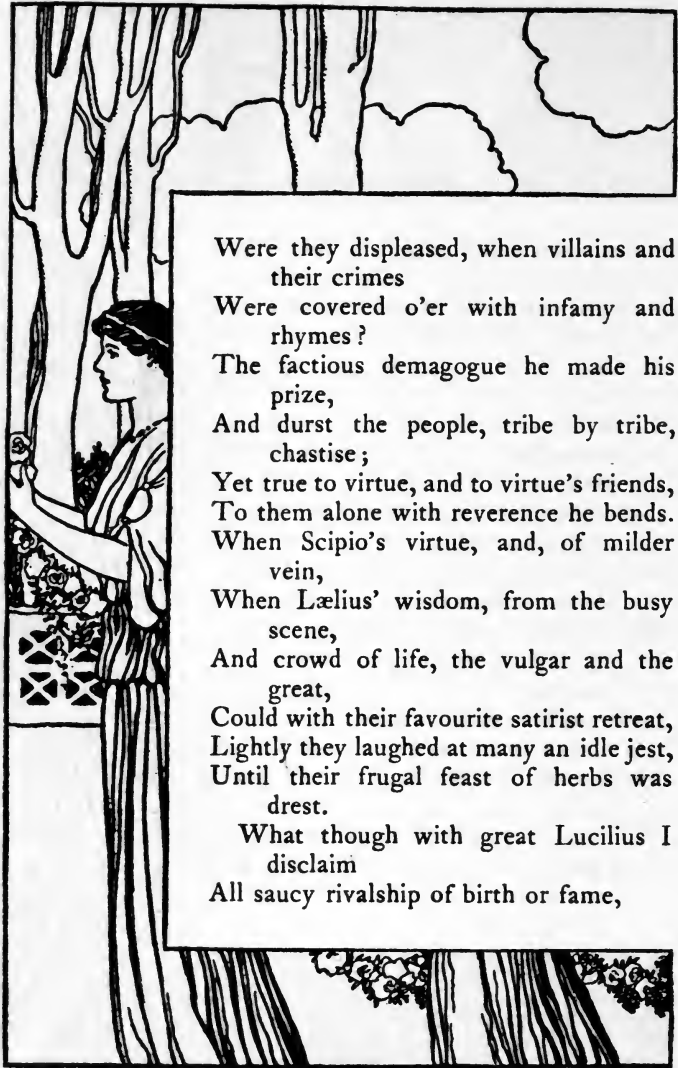 Were they displeased, when villains and
their crimes
Were covered o'er with infamy and
rhymes ?
The factious demagogue he made his
prize,
And durst the people, tribe by tribe,
chastise ;
Yet true to virtue, and to virtue's friends,
To them alone with reverence he bends.
When Scipio's virtue, and, of milder
vein,
When Lælius' wisdom, from the busy
scene,
And crowd of life, the vulgar and the
great,
Could with their favourite satirist retreat,
Lightly they laughed at many an idle jest,
Until their frugal feast of herbs was
drest.
What though with great Lucilius I
disclaim
All saucy rivalship of birth or fame,